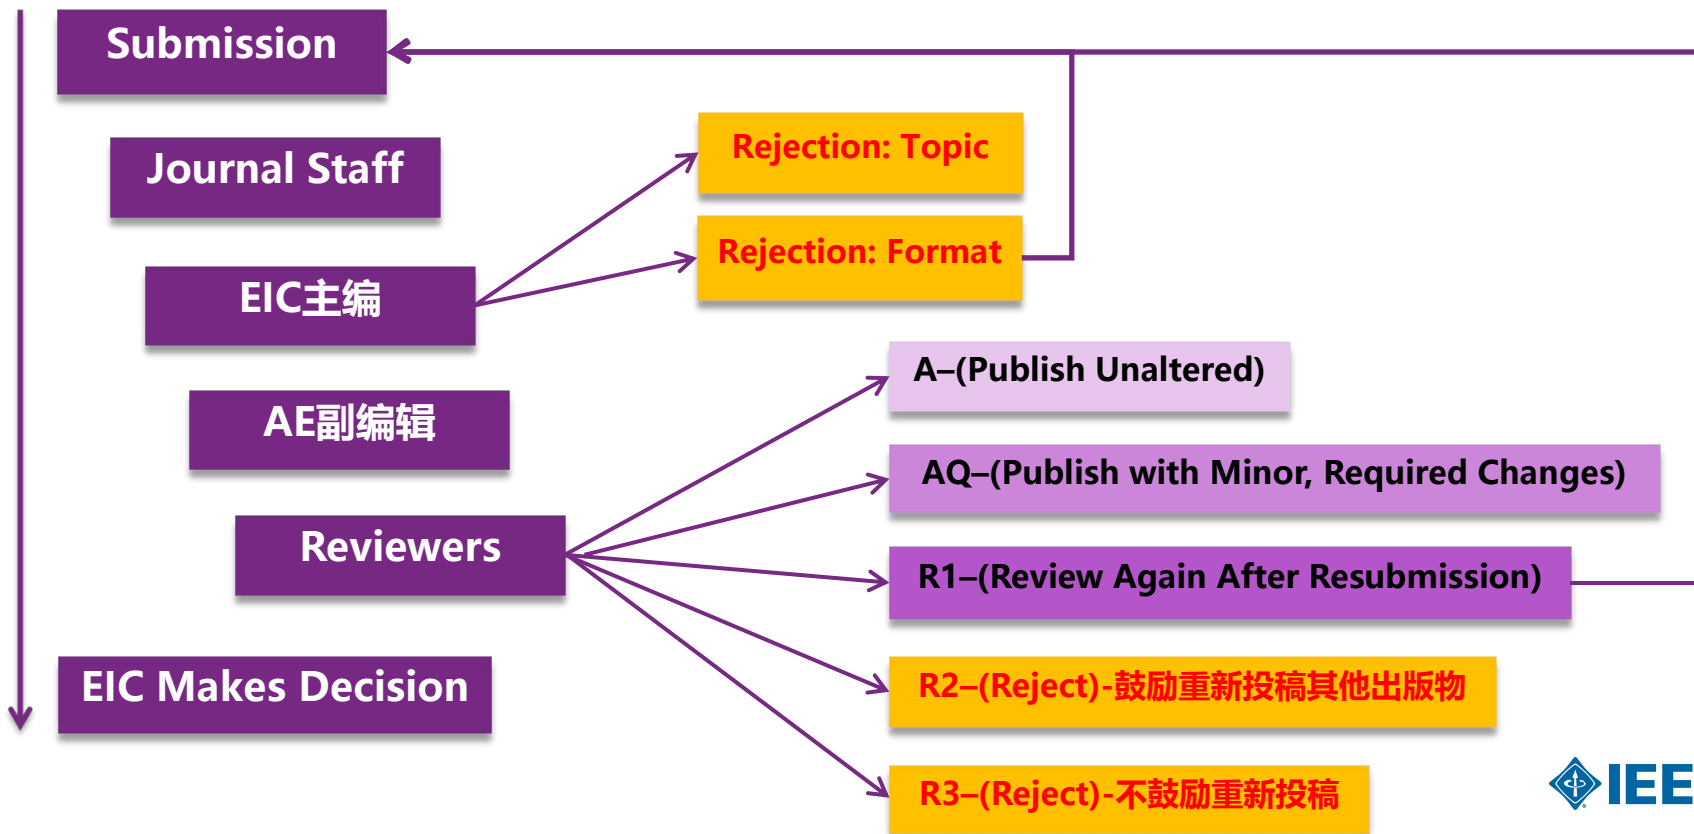 Submission
Journal Staff
Rejection: Topic
Rejection: Format
EIC主编
A–(Publish Unaltered)
AE副编辑
AQ–(Publish with Minor, Required Changes)
Reviewers
R1–(Review Again After Resubmission)
EIC Makes Decision
R2–(Reject)-鼓励重新投稿其他出版物
R3–(Reject)-不鼓励重新投稿
IEE